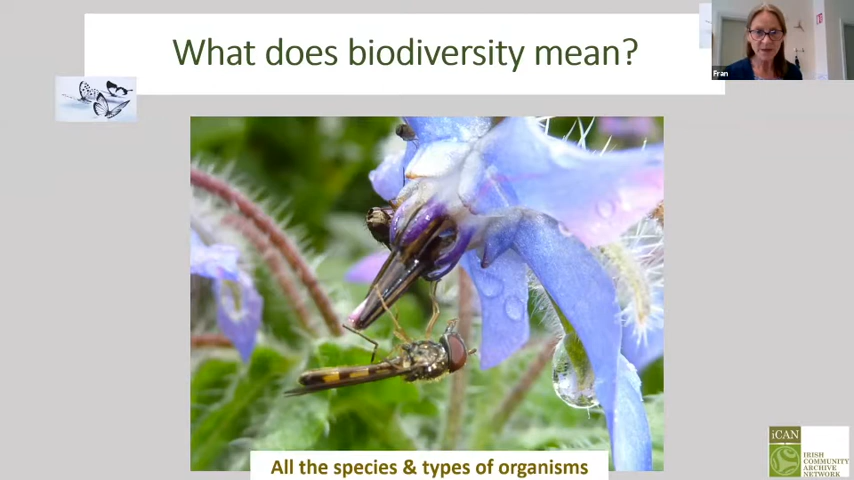 What does biodiversity mean?
Fran
All the species & types of organisms
iCAN
IRISH
COMMUNITY
ARCHIVE
NETWORK